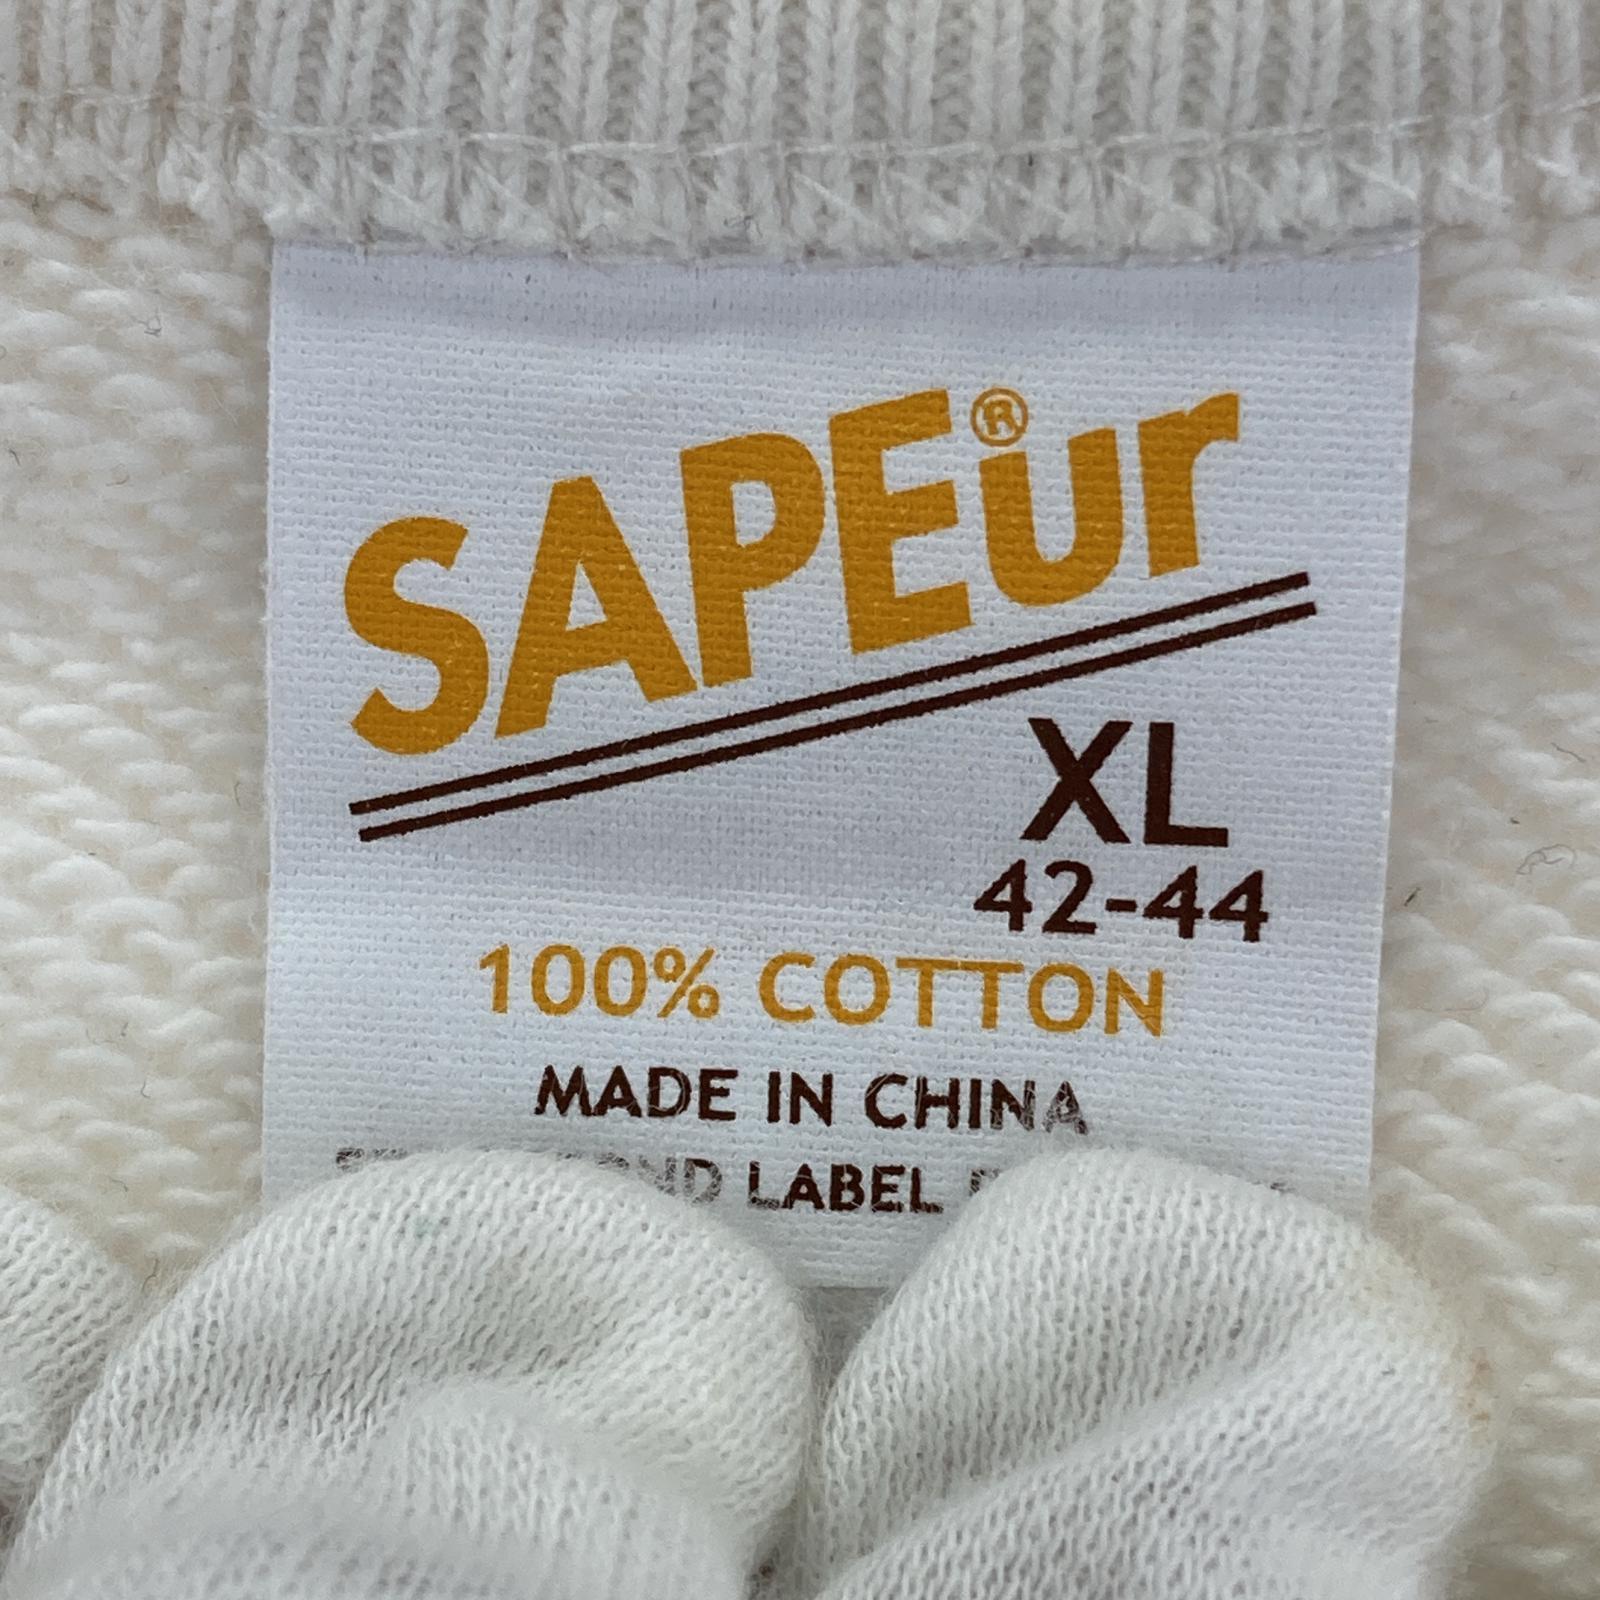 SAPEur®
XL
42-44
100% COTTON
MADE IN CHINA
LABEL